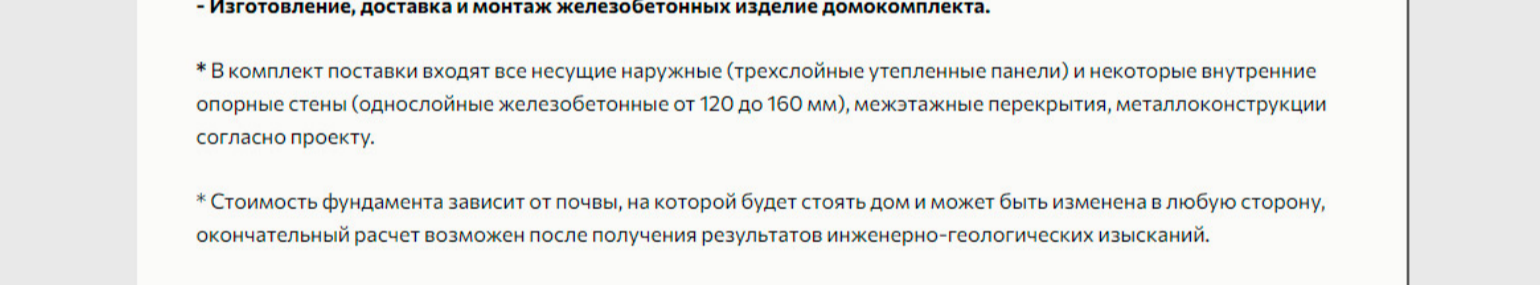 - Изготовление, доставка и монтаж железобетонных изделие домокомплекта.
* В комплект поставки входят все несущие наружные (трехслойные утепленные панели) и некоторые внутренние
опорные стены (однослойные железобетонные от 120 до 160 мм), межэтажные перекрытия, металлоконструкции
согласно проекту.
* Стоимость фундамента зависит от почвы, на которой будет стоять дом и может быть изменена в любую сторону,
окончательный расчет возможен после получения результатов инженерно-геологических изысканий.